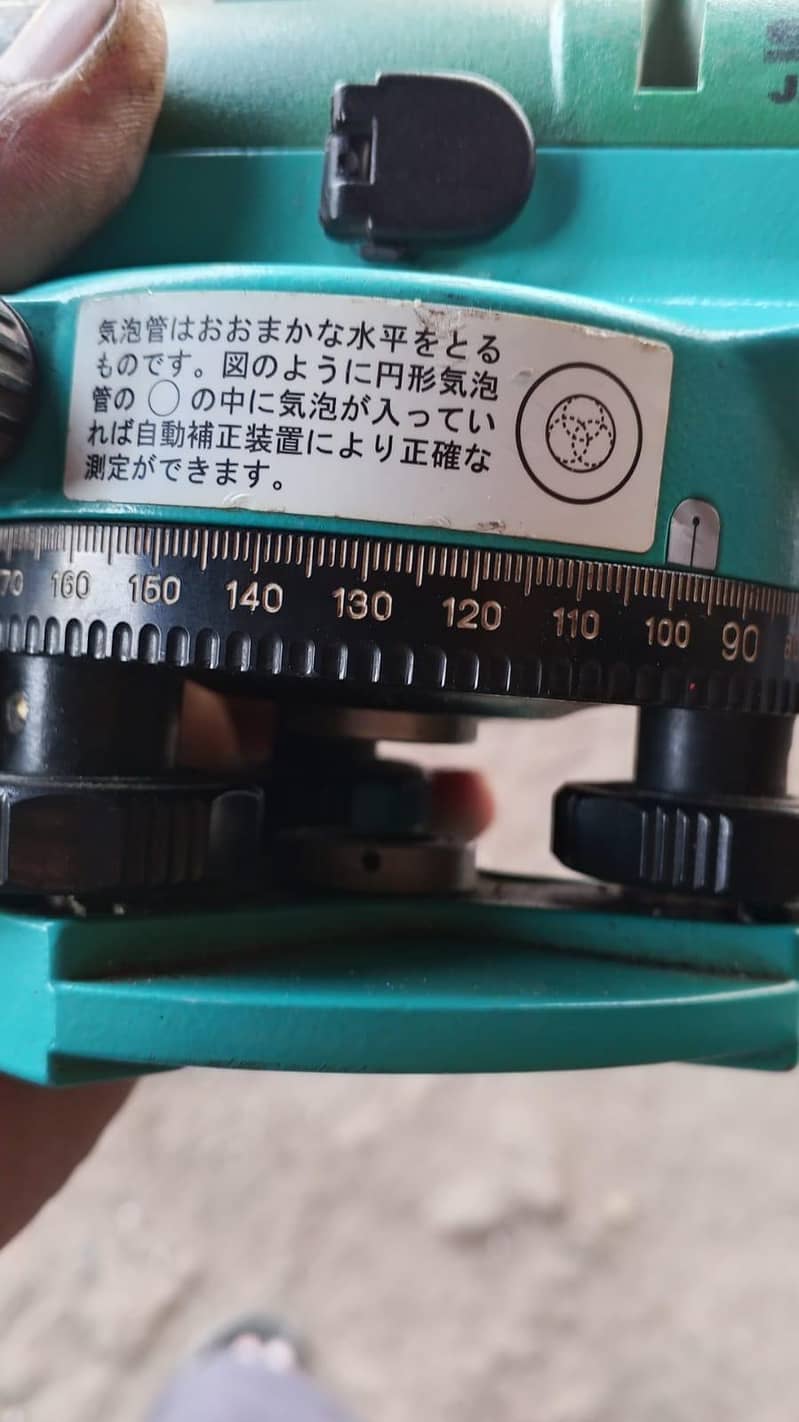 J
気泡管はおおまかな水平をとる
ものです。図のように円形気泡
管の ○ の中に気泡が入ってい
れば自動補正装置により正確な
測定ができます。
70 160 150 140 130 120 110 100 90